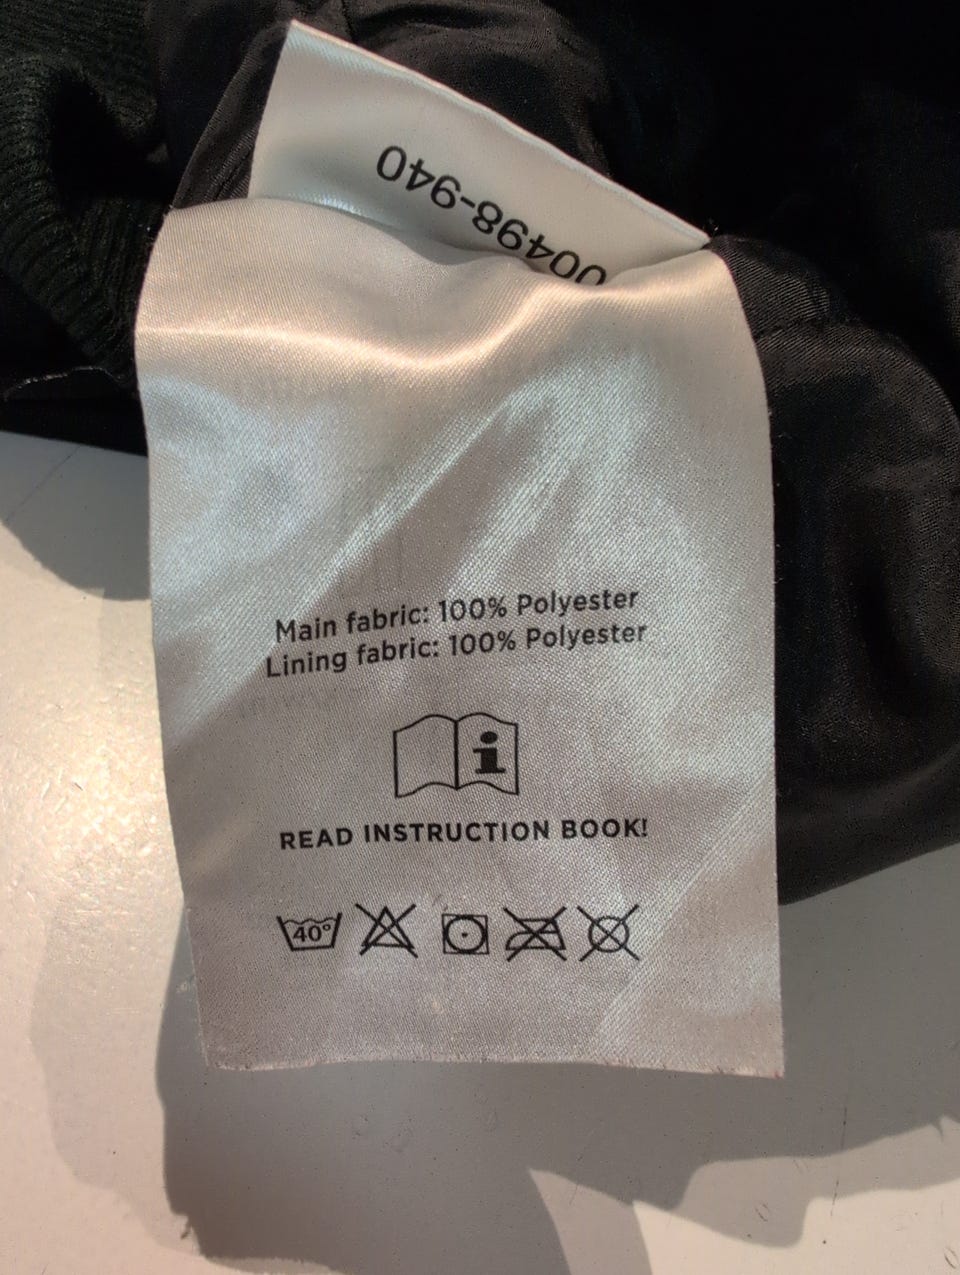 00498-940
Main fabric: 100% Polyester
Lining fabric: 100% Polyester
i
READ INSTRUCTION BOOK!
40°